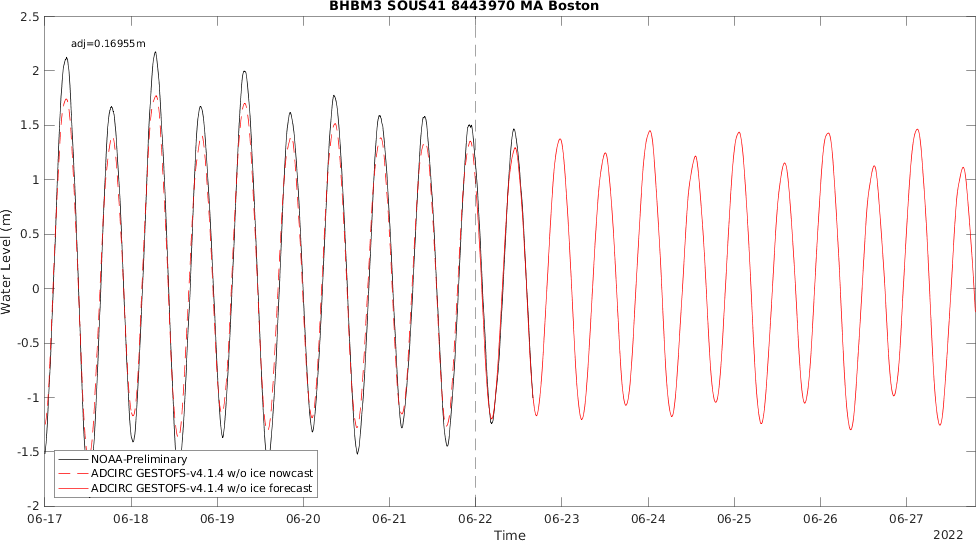 BHBM3 SOUS41 8443970 MA Boston
adj=0.16955m
2.5
2
1.5
1
0.5
0
-0.5
-1
-1.5
-2
Water Level (m)
NOAA-Preliminary
ADCIRC GESTOFS-v4.1.4 w/o ice nowcast
ADCIRC GESTOFS-v4.1.4 w/o ice forecast
06-17 06-18 06-19 06-20 06-21 06-22 06-23 06-24 06-25 06-26 06-27
Time
2022